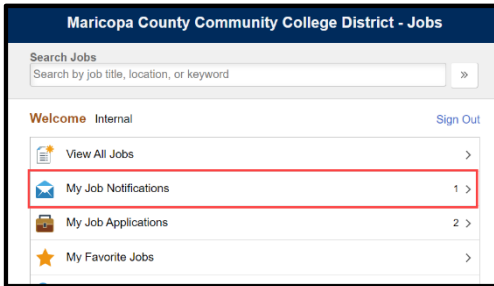 Maricopa County Community College District - Jobs
Search Jobs
Search by job title, location, or keyword »
Welcome Internal Sign Out
View All Jobs >
My Job Notifications 1 >
My Job Applications 2 >
My Favorite Jobs >